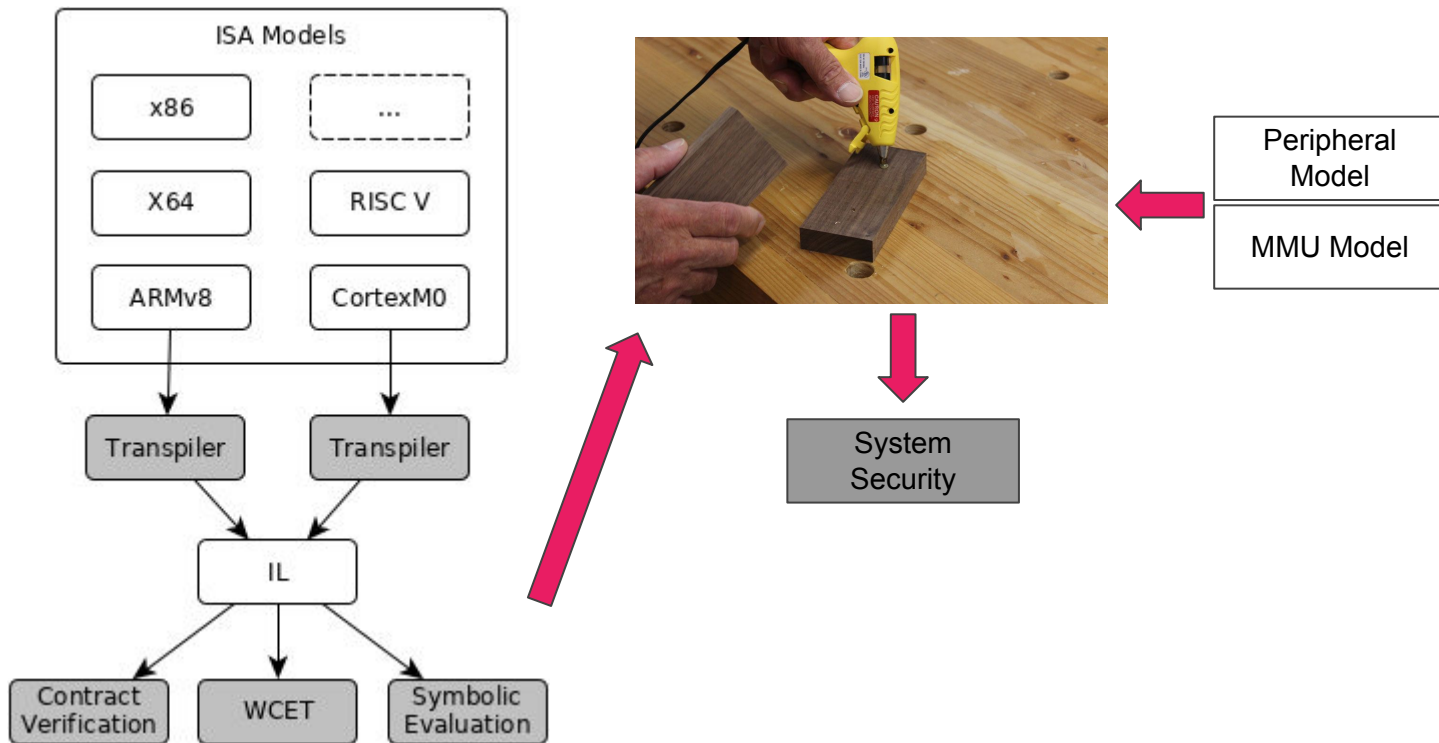 ISA Models
x86
...
X64
RISC V
ARMv8
CortexM0
Transpiler
Transpiler
IL
Contract
Verification
WCET
Symbolic
Evaluation
Peripheral
Model
MMU Model
System
Security